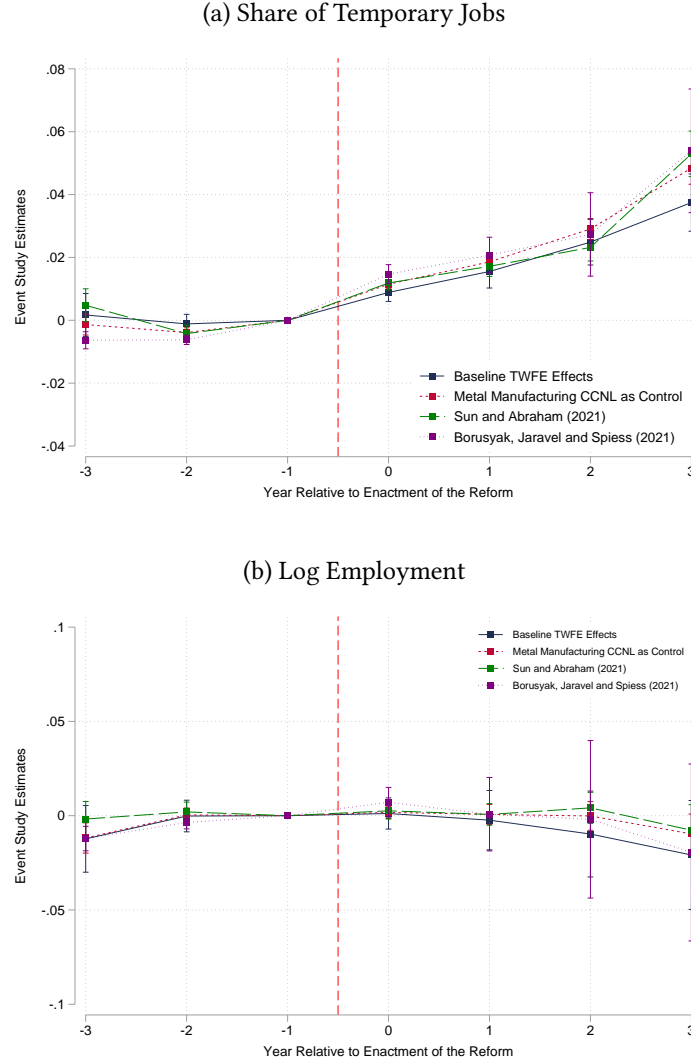 (a) Share of Temporary Jobs
.08
.06
.04
.02
0
-.02
-.04
Event Study Estimates
Baseline TWFE Effects
Metal Manufacturing CCNL as Control
Sun and Abraham (2021)
Borusyak, Jaravel and Spiess (2021)
-3 -2 -1 0 1 2 3
Year Relative to Enactment of the Reform
(b) Log Employment
.1
.05
0
-.05
-.1
Event Study Estimates
Baseline TWFE Effects
Metal Manufacturing CCNL as Control
Sun and Abraham (2021)
Borusyak, Jaravel and Spiess (2021)
-3 -2 -1 0 1 2 3
Year Relative to Enactment of the Reform